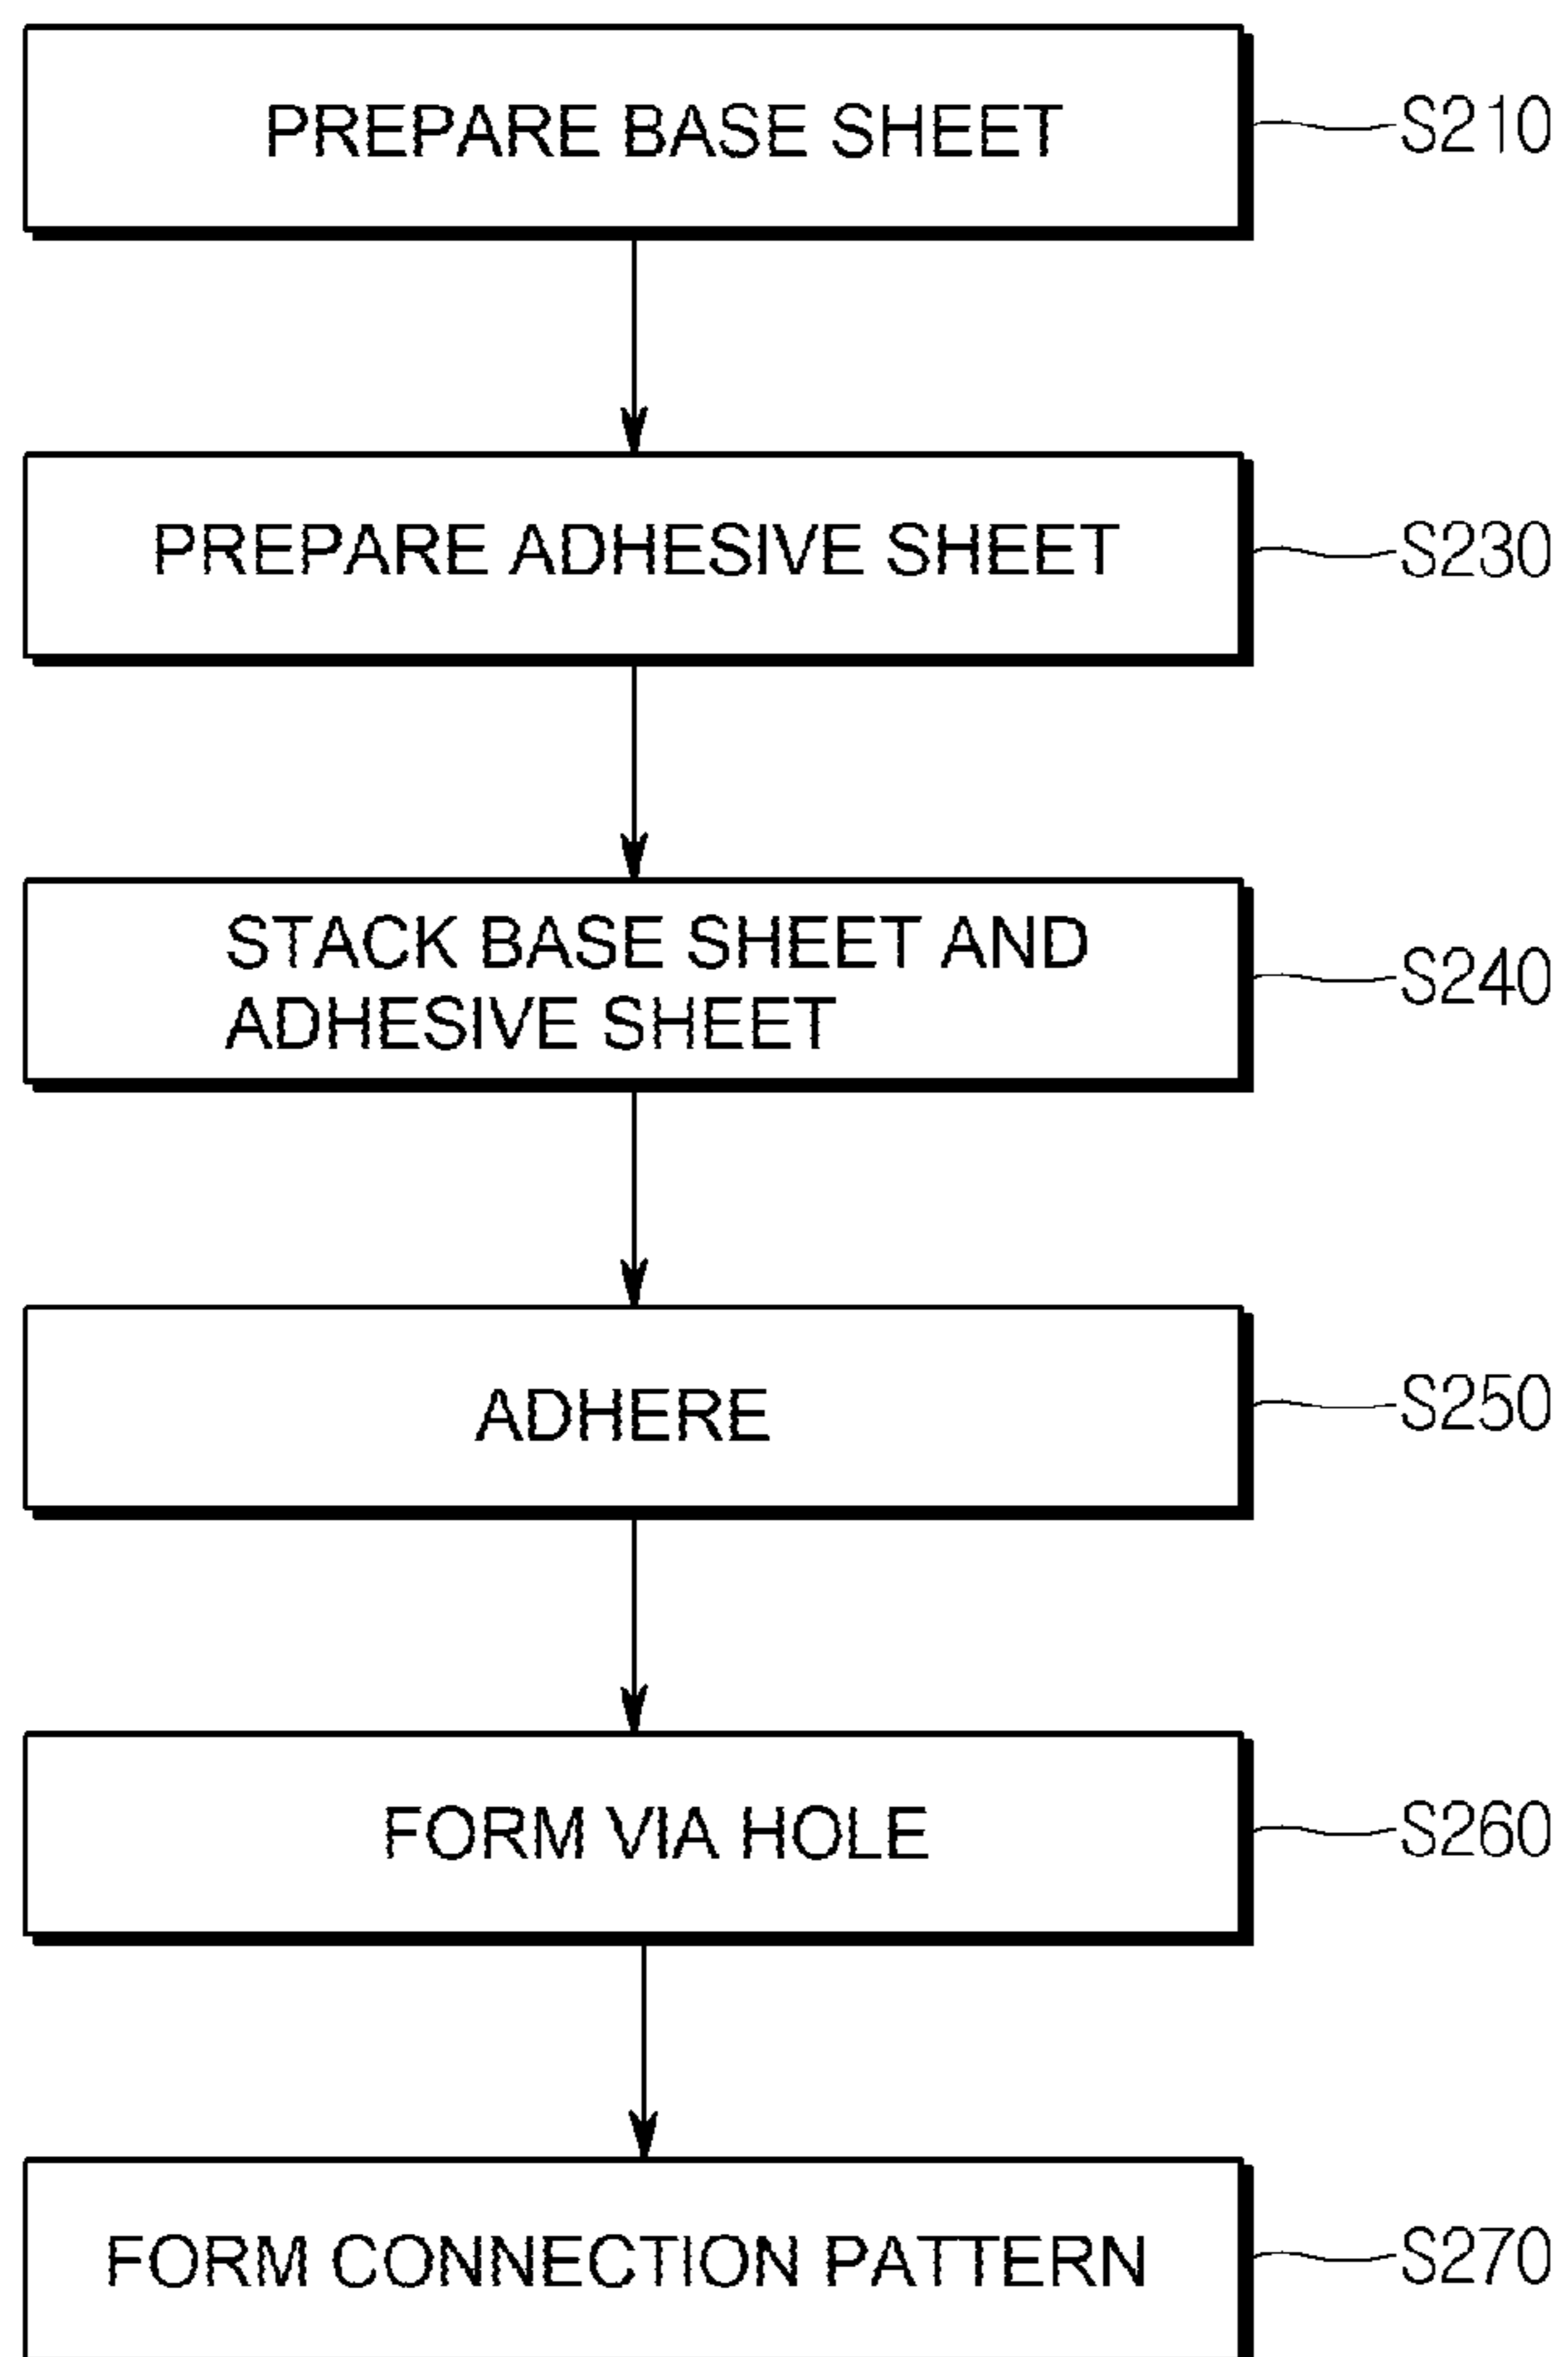 PREPARE BASE SHEET
S210
PREPARE ADHESIVE SHEET
S230
STACK BASE SHEET AND
ADHESIVE SHEET
S240
ADHERE
S250
FORM VIA HOLE
S260
FORM CONNECTION PATTERN
S270